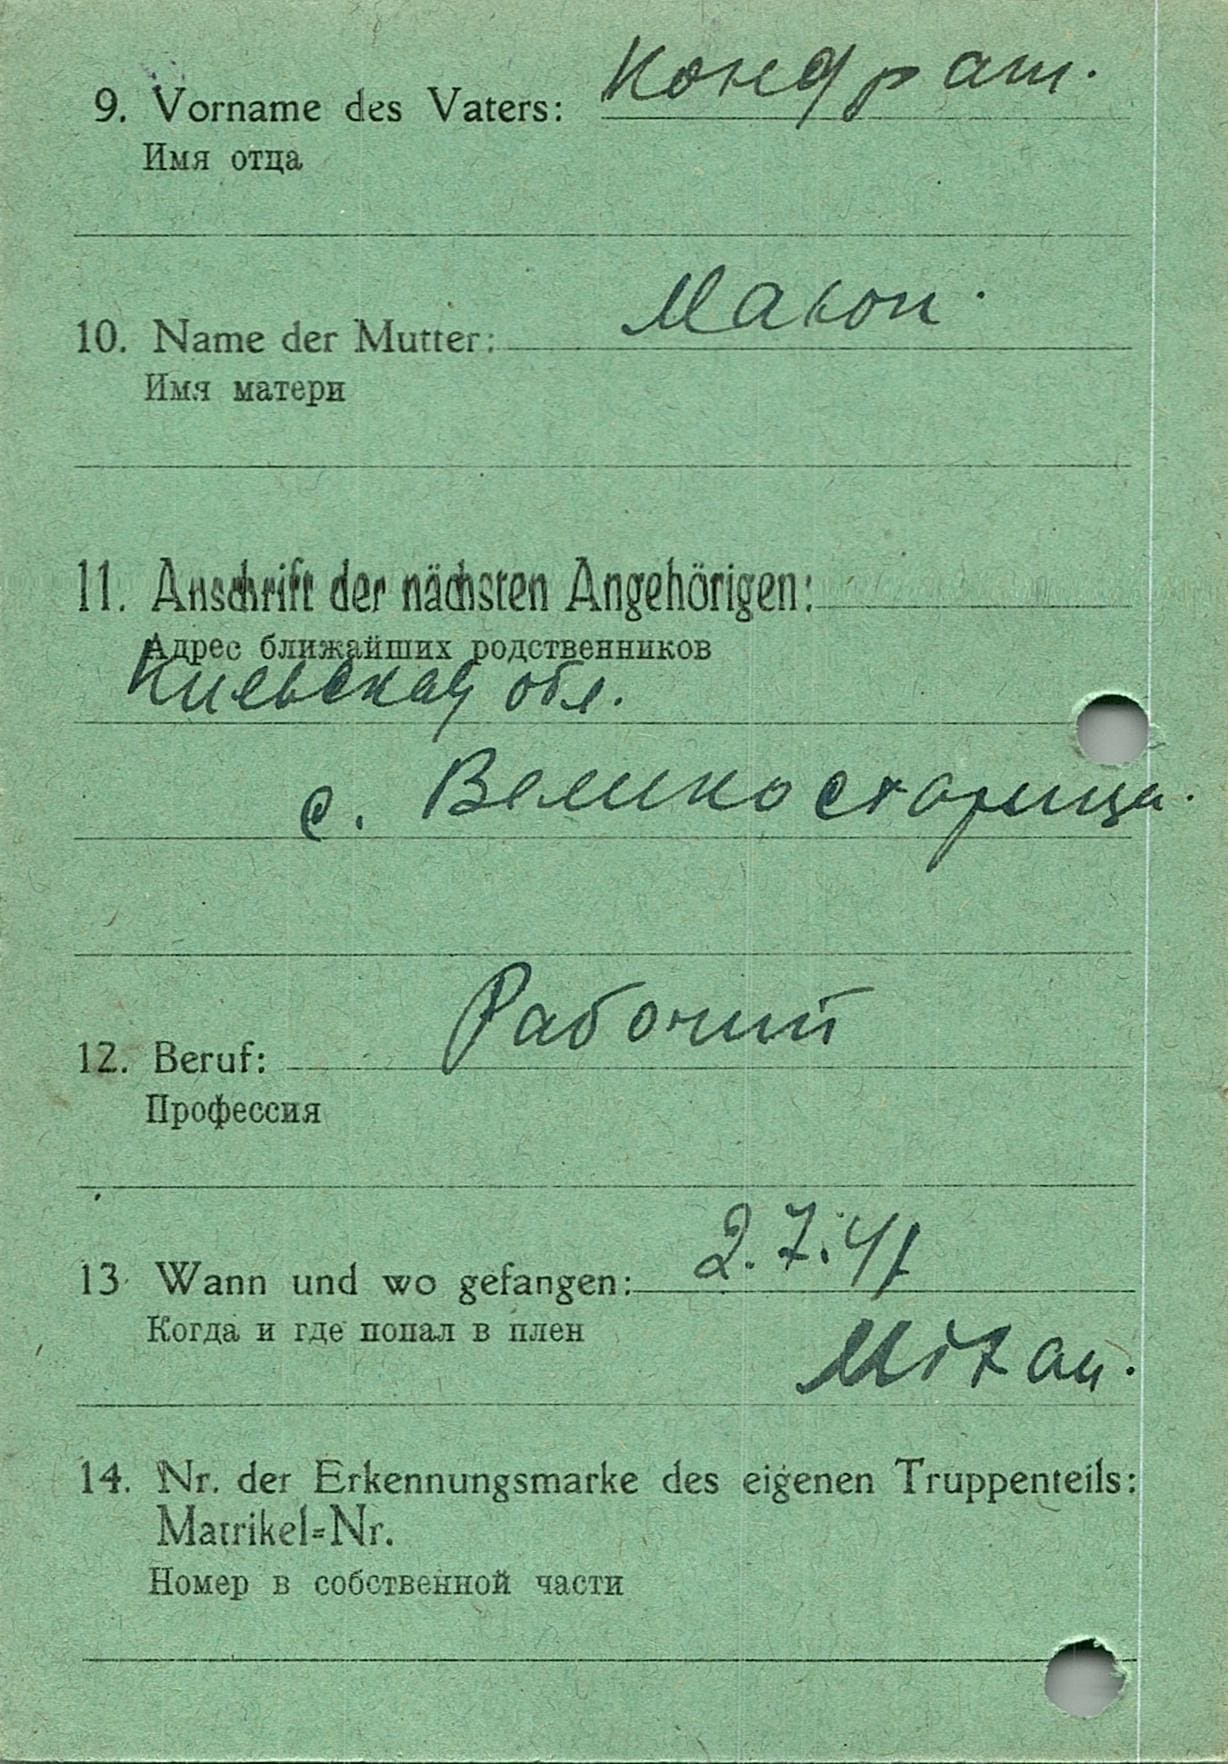 9. Vorname des Vaters: Кондрат.
Имя отца
10. Name der Mutter: Макон.
Имя матери
11. Anschrift der nächsten Angehörigen:
Адрес ближайших родственников
Киевская обл.
с. Великостарица.
12. Beruf: Рабочий
Профессия
13 Wann und wo gefangen: 2.7.41
Когда и где попал в плен
14. Nr. der Erkennungsmarke des eigenen Truppenteils:
Matrikel=Nr.
Номер в собственной части